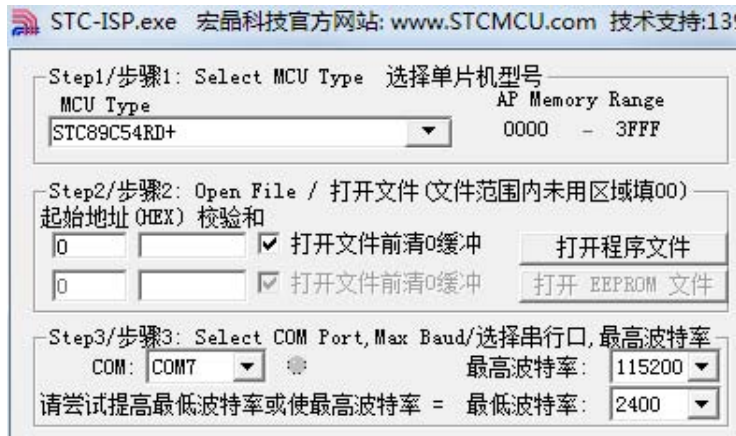 STC-ISP.exe 宏晶科技官方网站: www.STCMCU.com 技术支持:139
Step1/步骤1: Select MCU Type 选择单片机型号
MCU Type AP Memory Range
STC89C54RD+ 0000 - 3FFF
Step2/步骤2: Open File / 打开文件(文件范围内未用区域填00)
起始地址(HEX) 校验和
0 打开文件前清0缓冲 打开程序文件
0 打开文件前清0缓冲 打开 EEPROM 文件
Step3/步骤3: Select COM Port,Max Baud/选择串行口,最高波特率
COM: COM7 最高波特率: 115200
请尝试提高最低波特率或使最高波特率 = 最低波特率: 2400